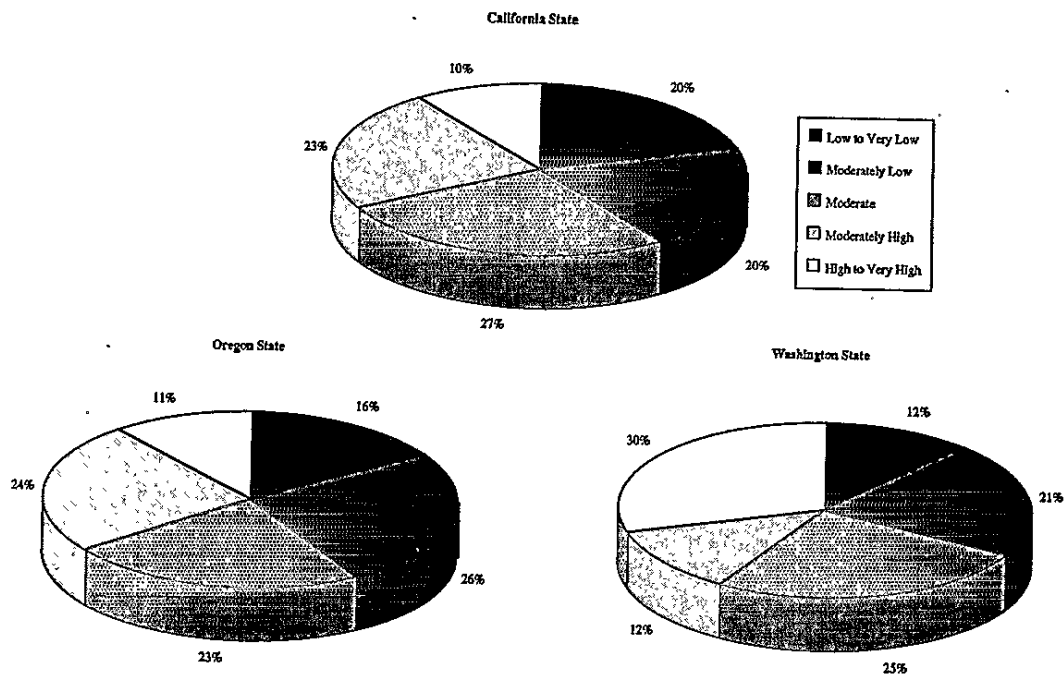 California State
10%
20%
23%
20%
27%
Low to Very Low
Moderately Low
Moderate
Moderately High
High to Very High
Oregon State
11%
16%
24%
26%
23%
Washington State
12%
30%
21%
12%
25%